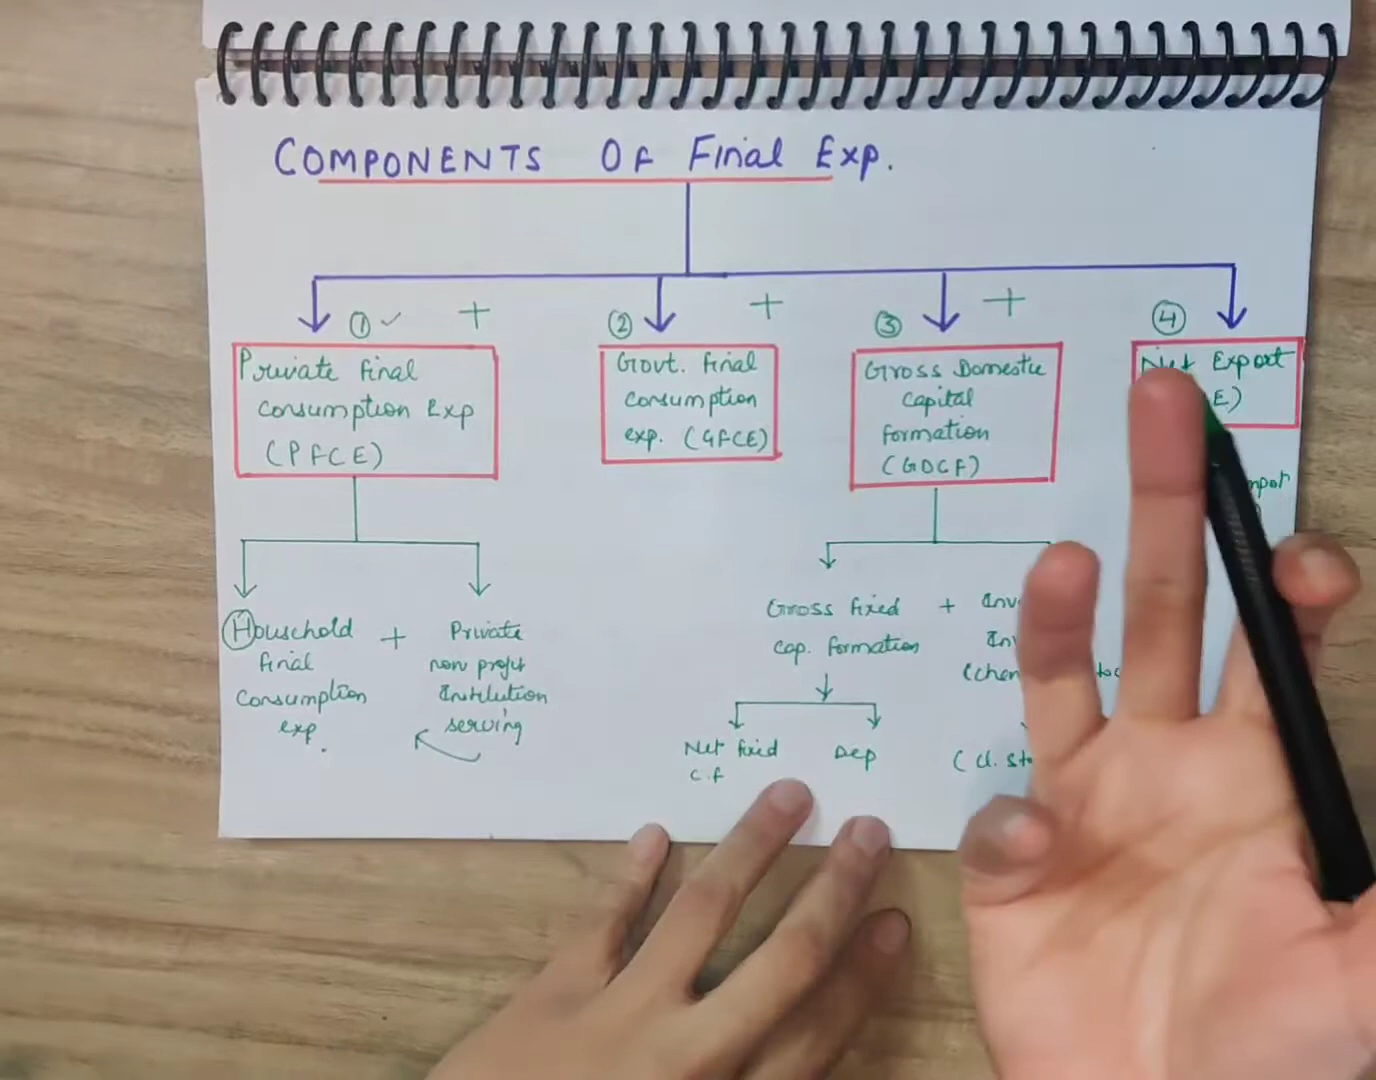 COMPONENTS OF Final Exp.
① ✓ +
② +
③ +
④
Private final
consumption Exp
(PFCE)
Govt. final
consumption
exp. (GFCE)
Gross Domestic
Capital
formation
(GDCF)
Net Export
E)
Household
final
consumption
exp.
+
Private
non profit
institution
serving
Gross fixed
cap. formation
+
Net fixed
C.F
Dep